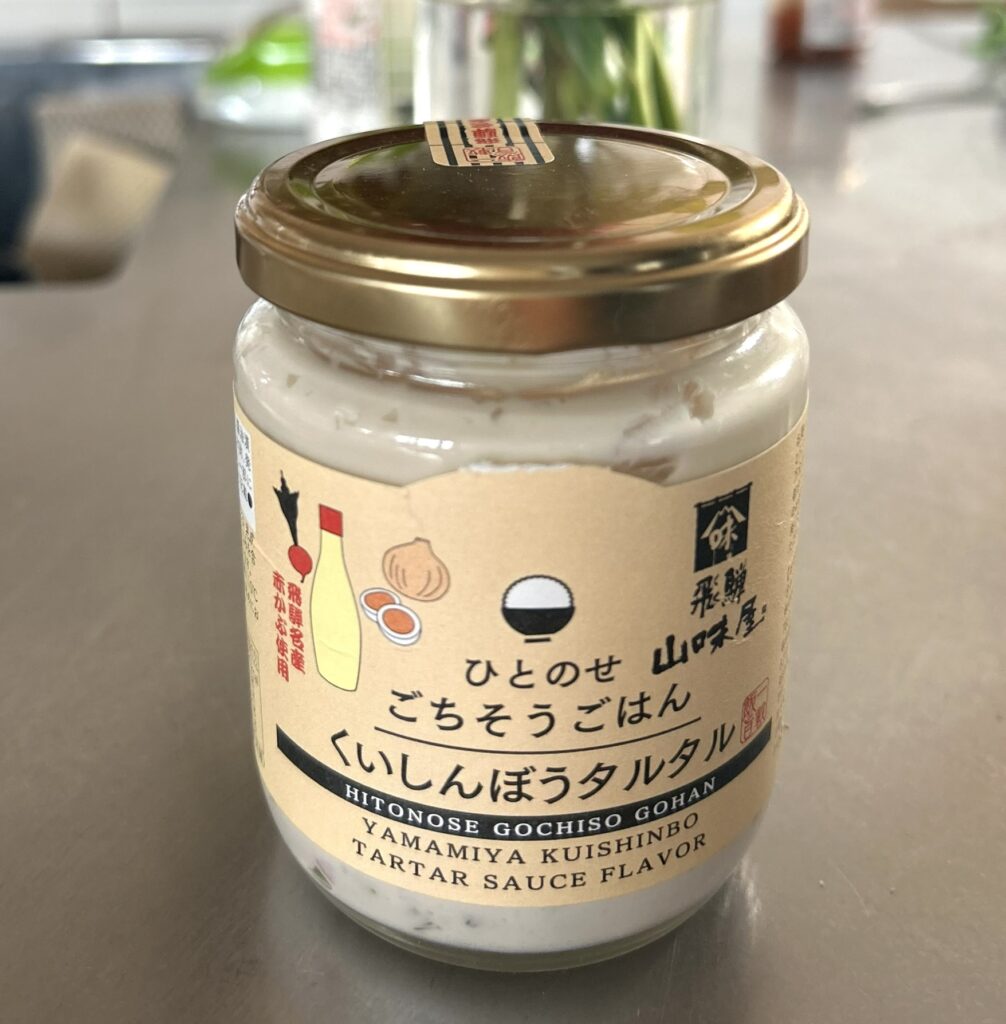 味
飛騨
山味屋
飛騨名産
赤かぶ使用
ひとのせ
ごちそうごはん
くいしんぼうタルタル
HITONOSE GOCHISO GOHAN
YAMAMIYA KUISHINBO
TARTAR SAUCE FLAVOR